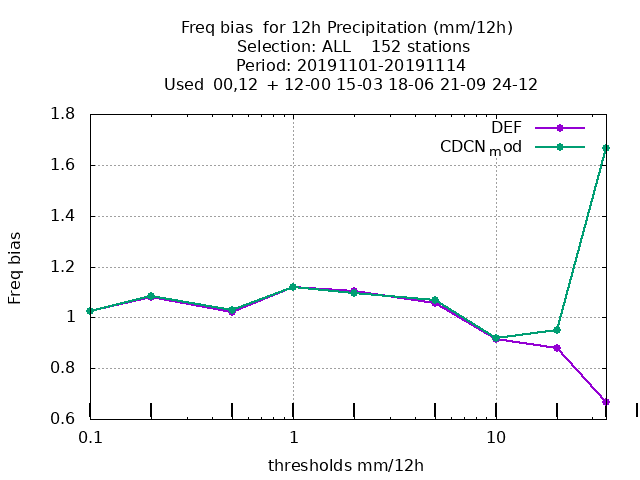 Freq bias  for 12h Precipitation (mm/12h)
Selection: ALL    152 stations
Period: 20191101-20191114
Used  00,12  + 12-00 15-03 18-06 21-09 24-12
1.8
DEF
CDCNmod
1.6
1.4
1.2
1
0.8
0.6
Freq bias
0.1 1 10
thresholds mm/12h